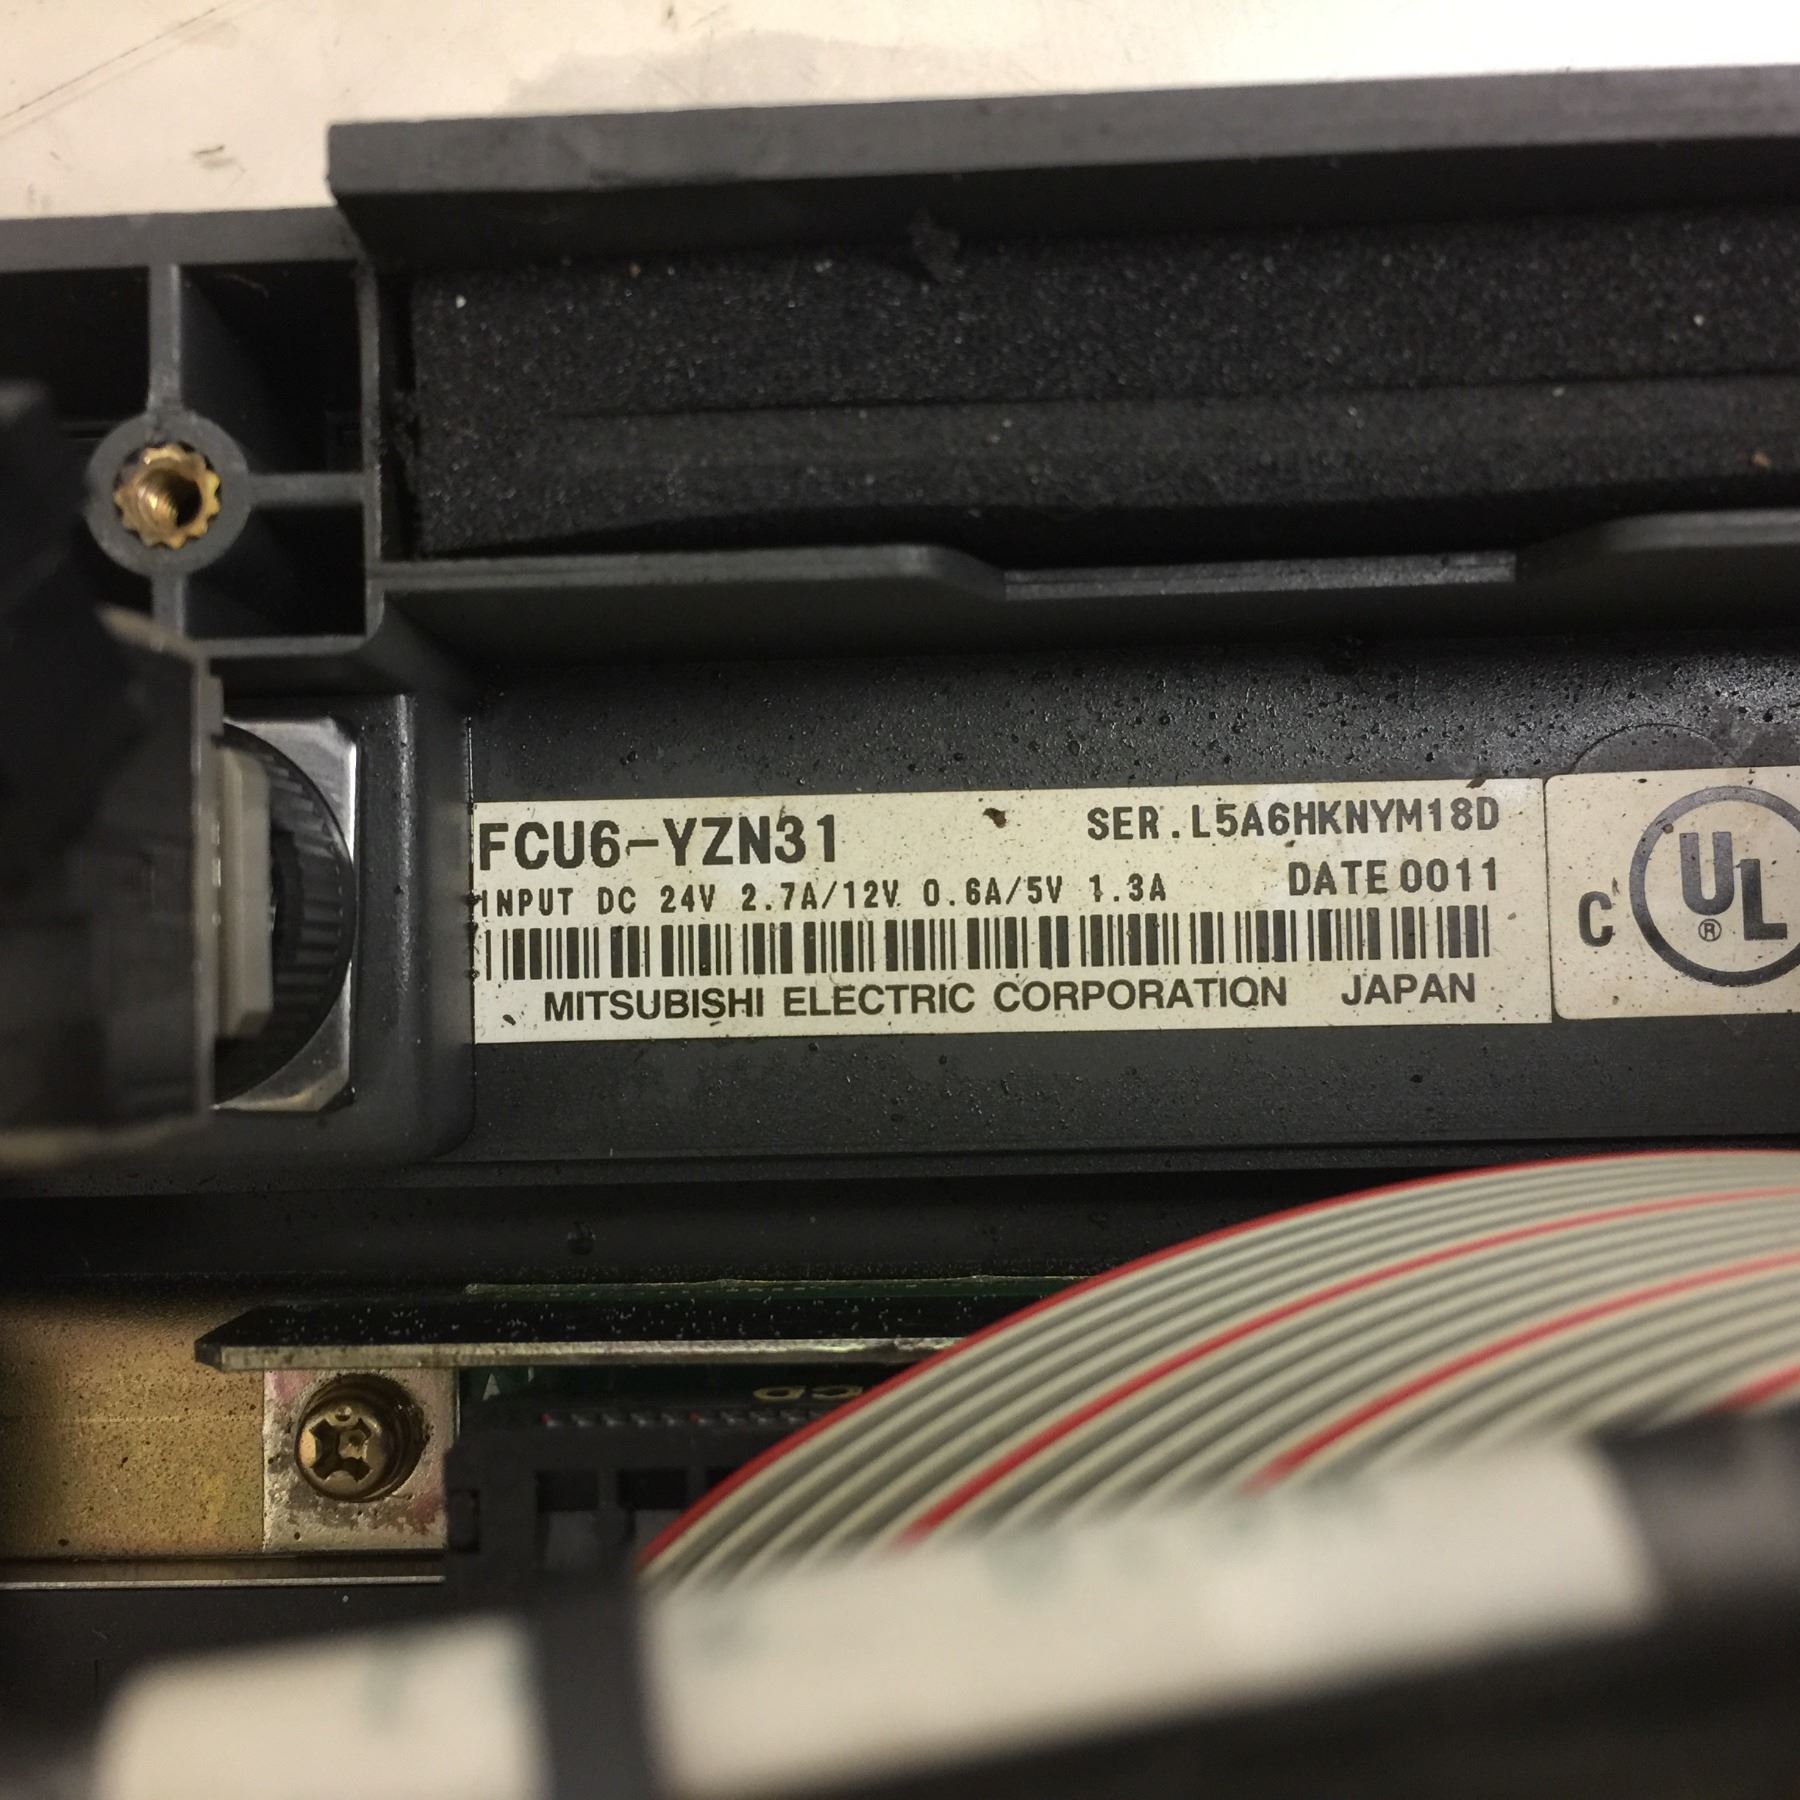 FCU6-YZN31 SER.L5A6HKNYM18D
INPUT DC 24V 2.7A/12V 0.6A/5V 1.3A DATE 0011
MITSUBISHI ELECTRIC CORPORATION JAPAN
C UL ®